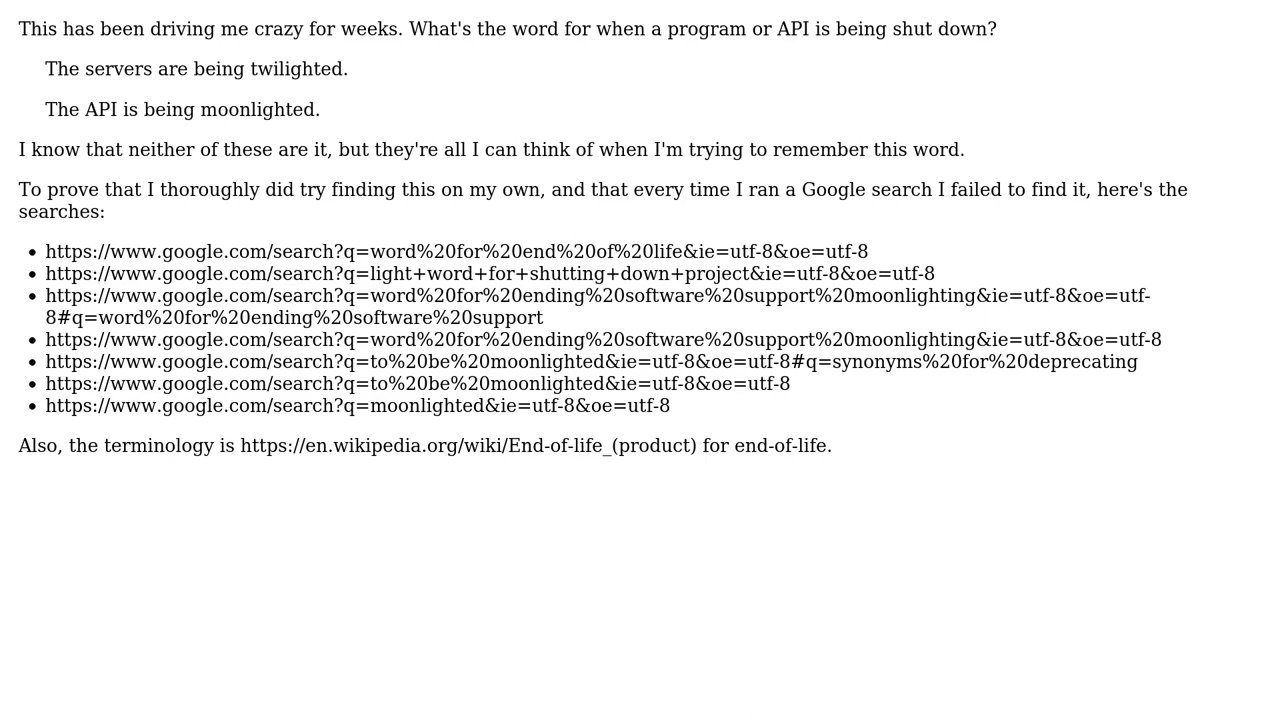 This has been driving me crazy for weeks. What's the word for when a program or API is being shut down?
The servers are being twilighted.
The API is being moonlighted.
I know that neither of these are it, but they're all I can think of when I'm trying to remember this word.
To prove that I thoroughly did try finding this on my own, and that every time I ran a Google search I failed to find it, here's the
searches:
• https://www.google.com/search?q=word%20for%20end%20of%20life&ie=utf-8&oe=utf-8
• https://www.google.com/search?q=light+word+for+shutting+down+project&ie=utf-8&oe=utf-8
• https://www.google.com/search?q=word%20for%20ending%20software%20support%20moonlighting&ie=utf-8&oe=utf-
8#q=word%20for%20ending%20software%20support
• https://www.google.com/search?q=word%20for%20ending%20software%20support%20moonlighting&ie=utf-8&oe=utf-8
• https://www.google.com/search?q=to%20be%20moonlighted&ie=utf-8&oe=utf-8#q=synonyms%20for%20deprecating
• https://www.google.com/search?q=to%20be%20moonlighted&ie=utf-8&oe=utf-8
• https://www.google.com/search?q=moonlighted&ie=utf-8&oe=utf-8
Also, the terminology is https://en.wikipedia.org/wiki/End-of-life_(product) for end-of-life.